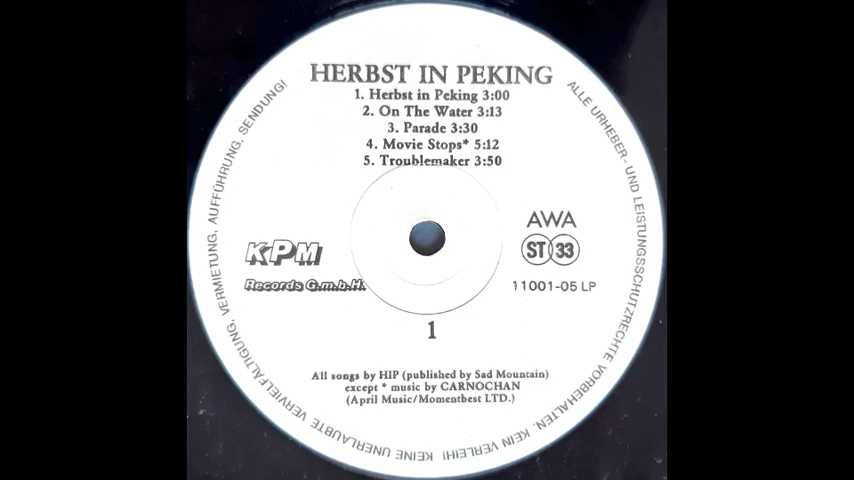 HERBST IN PEKING
1. Herbst in Peking 3:00
2. On The Water 3:13
3. Parade 3:30
4. Movie Stops* 5:12
5. Troublemaker 3:50
KPM
Records G.m.b.H.
AWA
ST 33
11001-05 LP
1
All songs by HIP (published by Sad Mountain)
except * music by CARNOCHAN
(April Music/Momentbest LTD.)
ALLE URHEBER- UND LEISTUNGSSCHUTZRECHTE VORBEHALTEN. KEIN VERLEIH! KEINE UNERLAUBTE VERVIELFÄLTIGUNG, VERMIETUNG, AUFFÜHRUNG, SENDUNG!